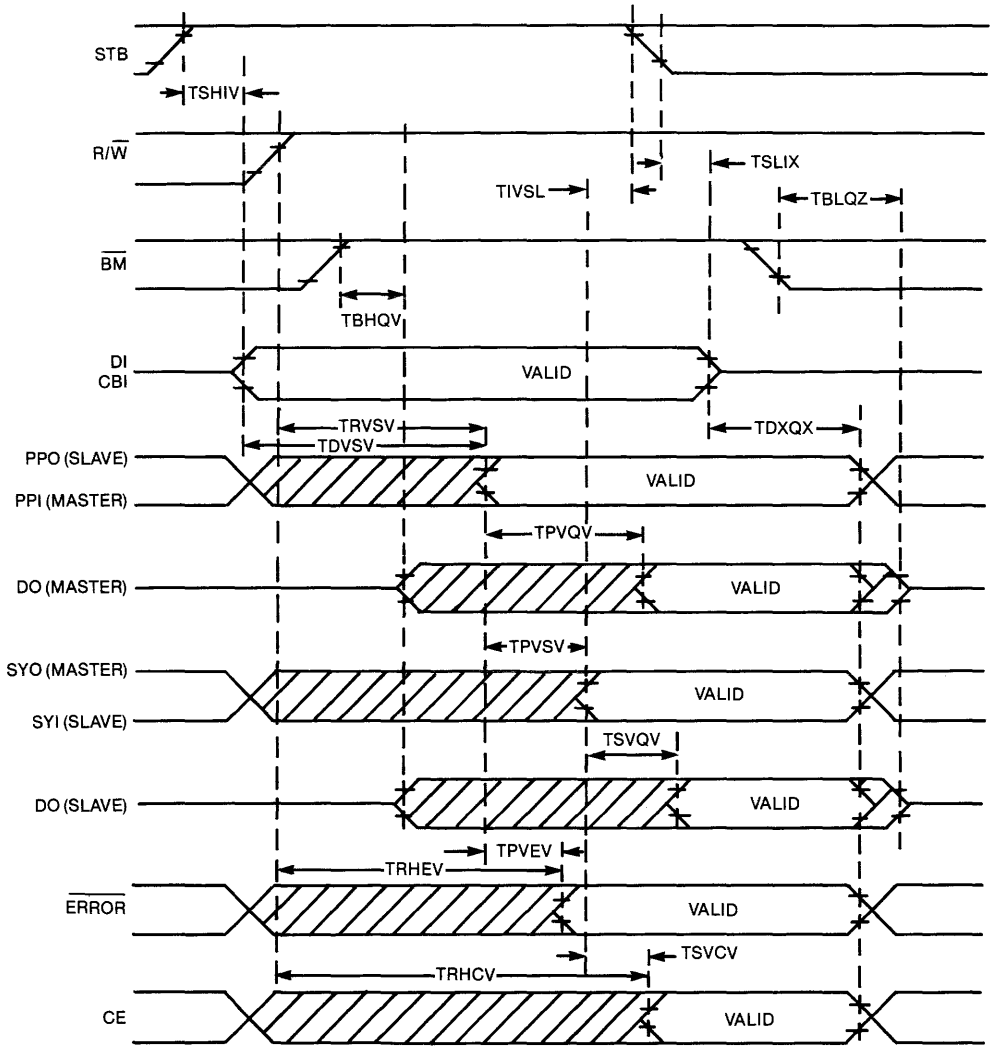 STB
TSHIV
R/W̅
TSLIX
TIVSL
TBLQZ
B̅M̅
TBHQV
DI
CBI
VALID
TRVSV
TDXQX
TDVSV
PPO (SLAVE)
VALID
PPI (MASTER)
TPVQV
DO (MASTER)
VALID
TPVSV
SYO (MASTER)
VALID
SYI (SLAVE)
TSVQV
DO (SLAVE)
VALID
TPVEV
TRHEV
E̅R̅R̅O̅R̅
VALID
TSVCV
TRHCV
CE
VALID